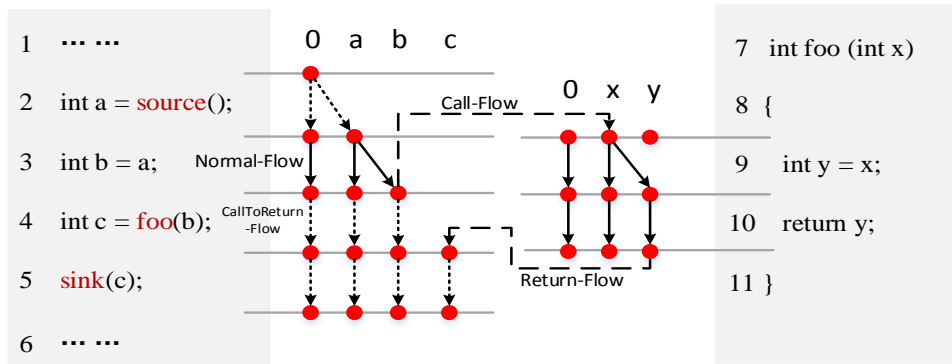 1 ... ...
2 int a = source();
3 int b = a;
4 int c = foo(b);
5 sink(c);
6 ... ...
0 a b c
Call-Flow
Normal-Flow
CallToReturn
-Flow
Return-Flow
0 x y
7 int foo (int x)
8 {
9 int y = x;
10 return y;
11 }